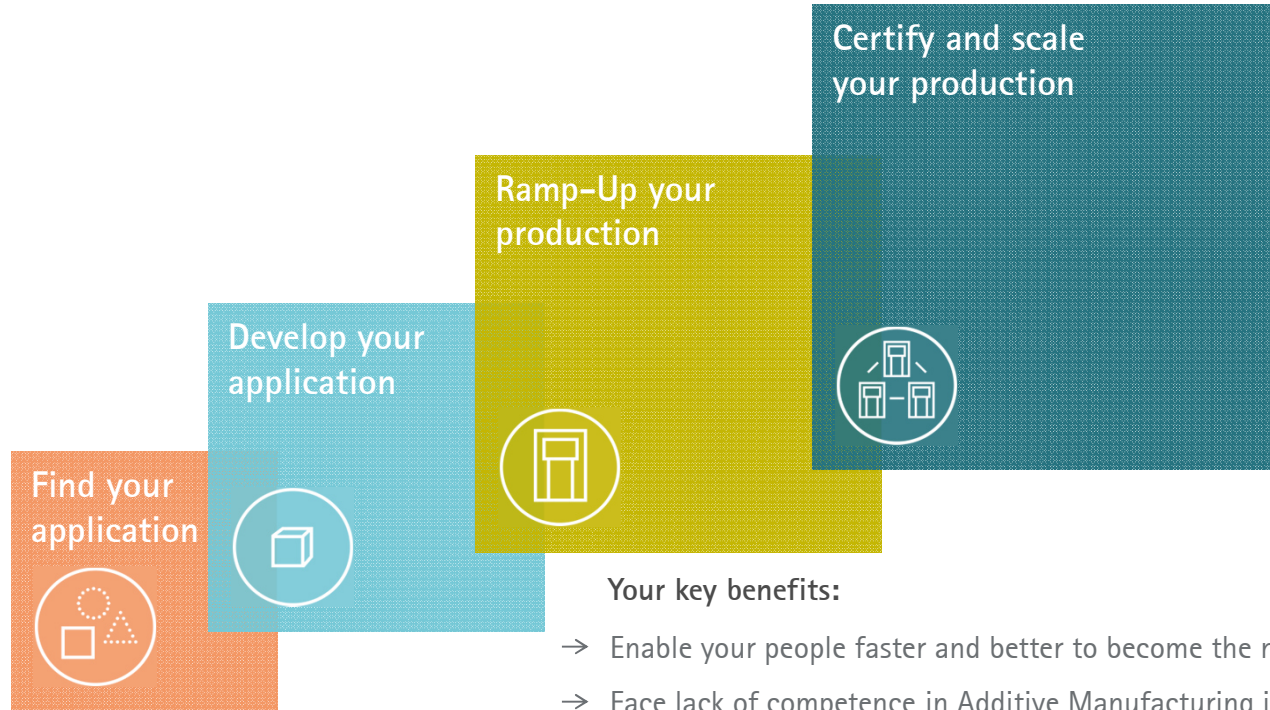 Certify and scale
your production
Ramp-Up your
production
Develop your
application
Find your
application
Your key benefits:
→ Enable your people faster and better to become the
→ Face lack of competence in Additive Manufacturing